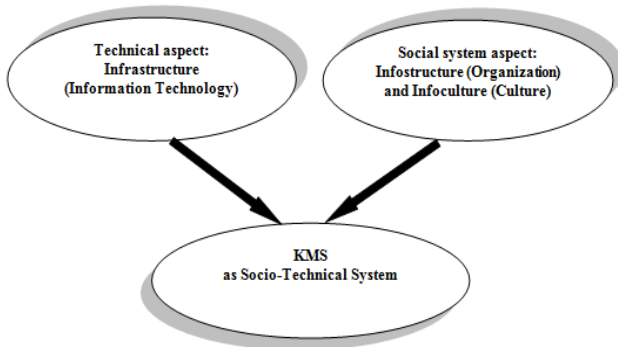 Technical aspect:
Infrastructure
(Information Technology)
Social system aspect:
Infostructure (Organization)
and Infoculture (Culture)
KMS
as Socio-Technical System